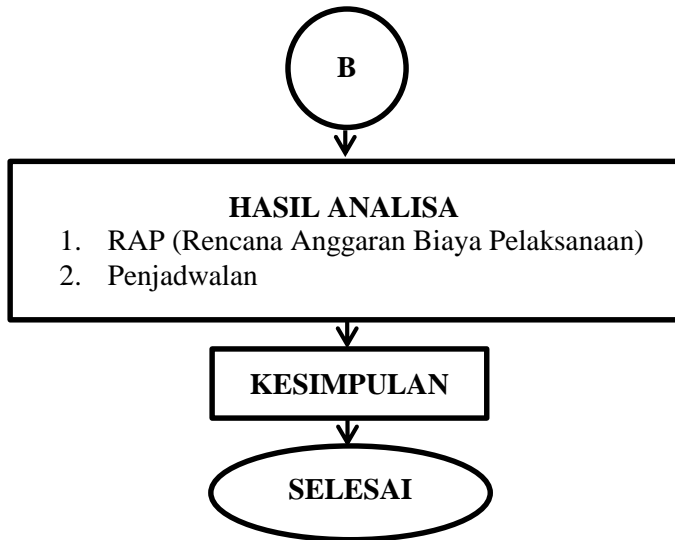 B
HASIL ANALISA
1. RAP (Rencana Anggaran Biaya Pelaksanaan)
2. Penjadwalan
KESIMPULAN
SELESAI